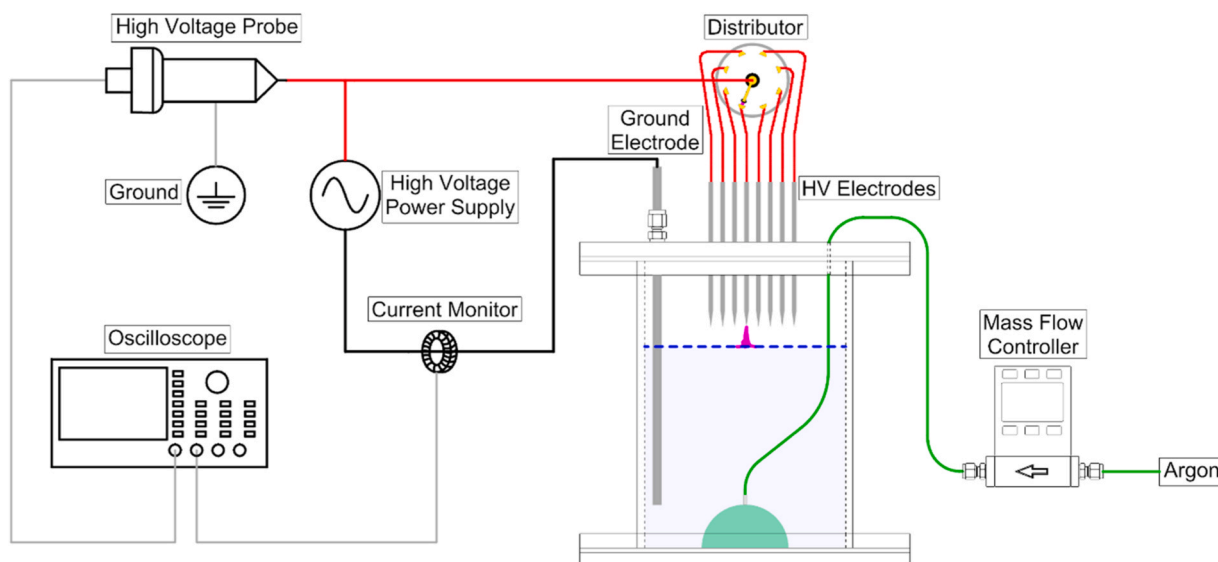 High Voltage Probe
Distributor
Ground
Electrode
Ground
High Voltage
Power Supply
HV Electrodes
Current Monitor
Oscilloscope
Mass Flow
Controller
Argon